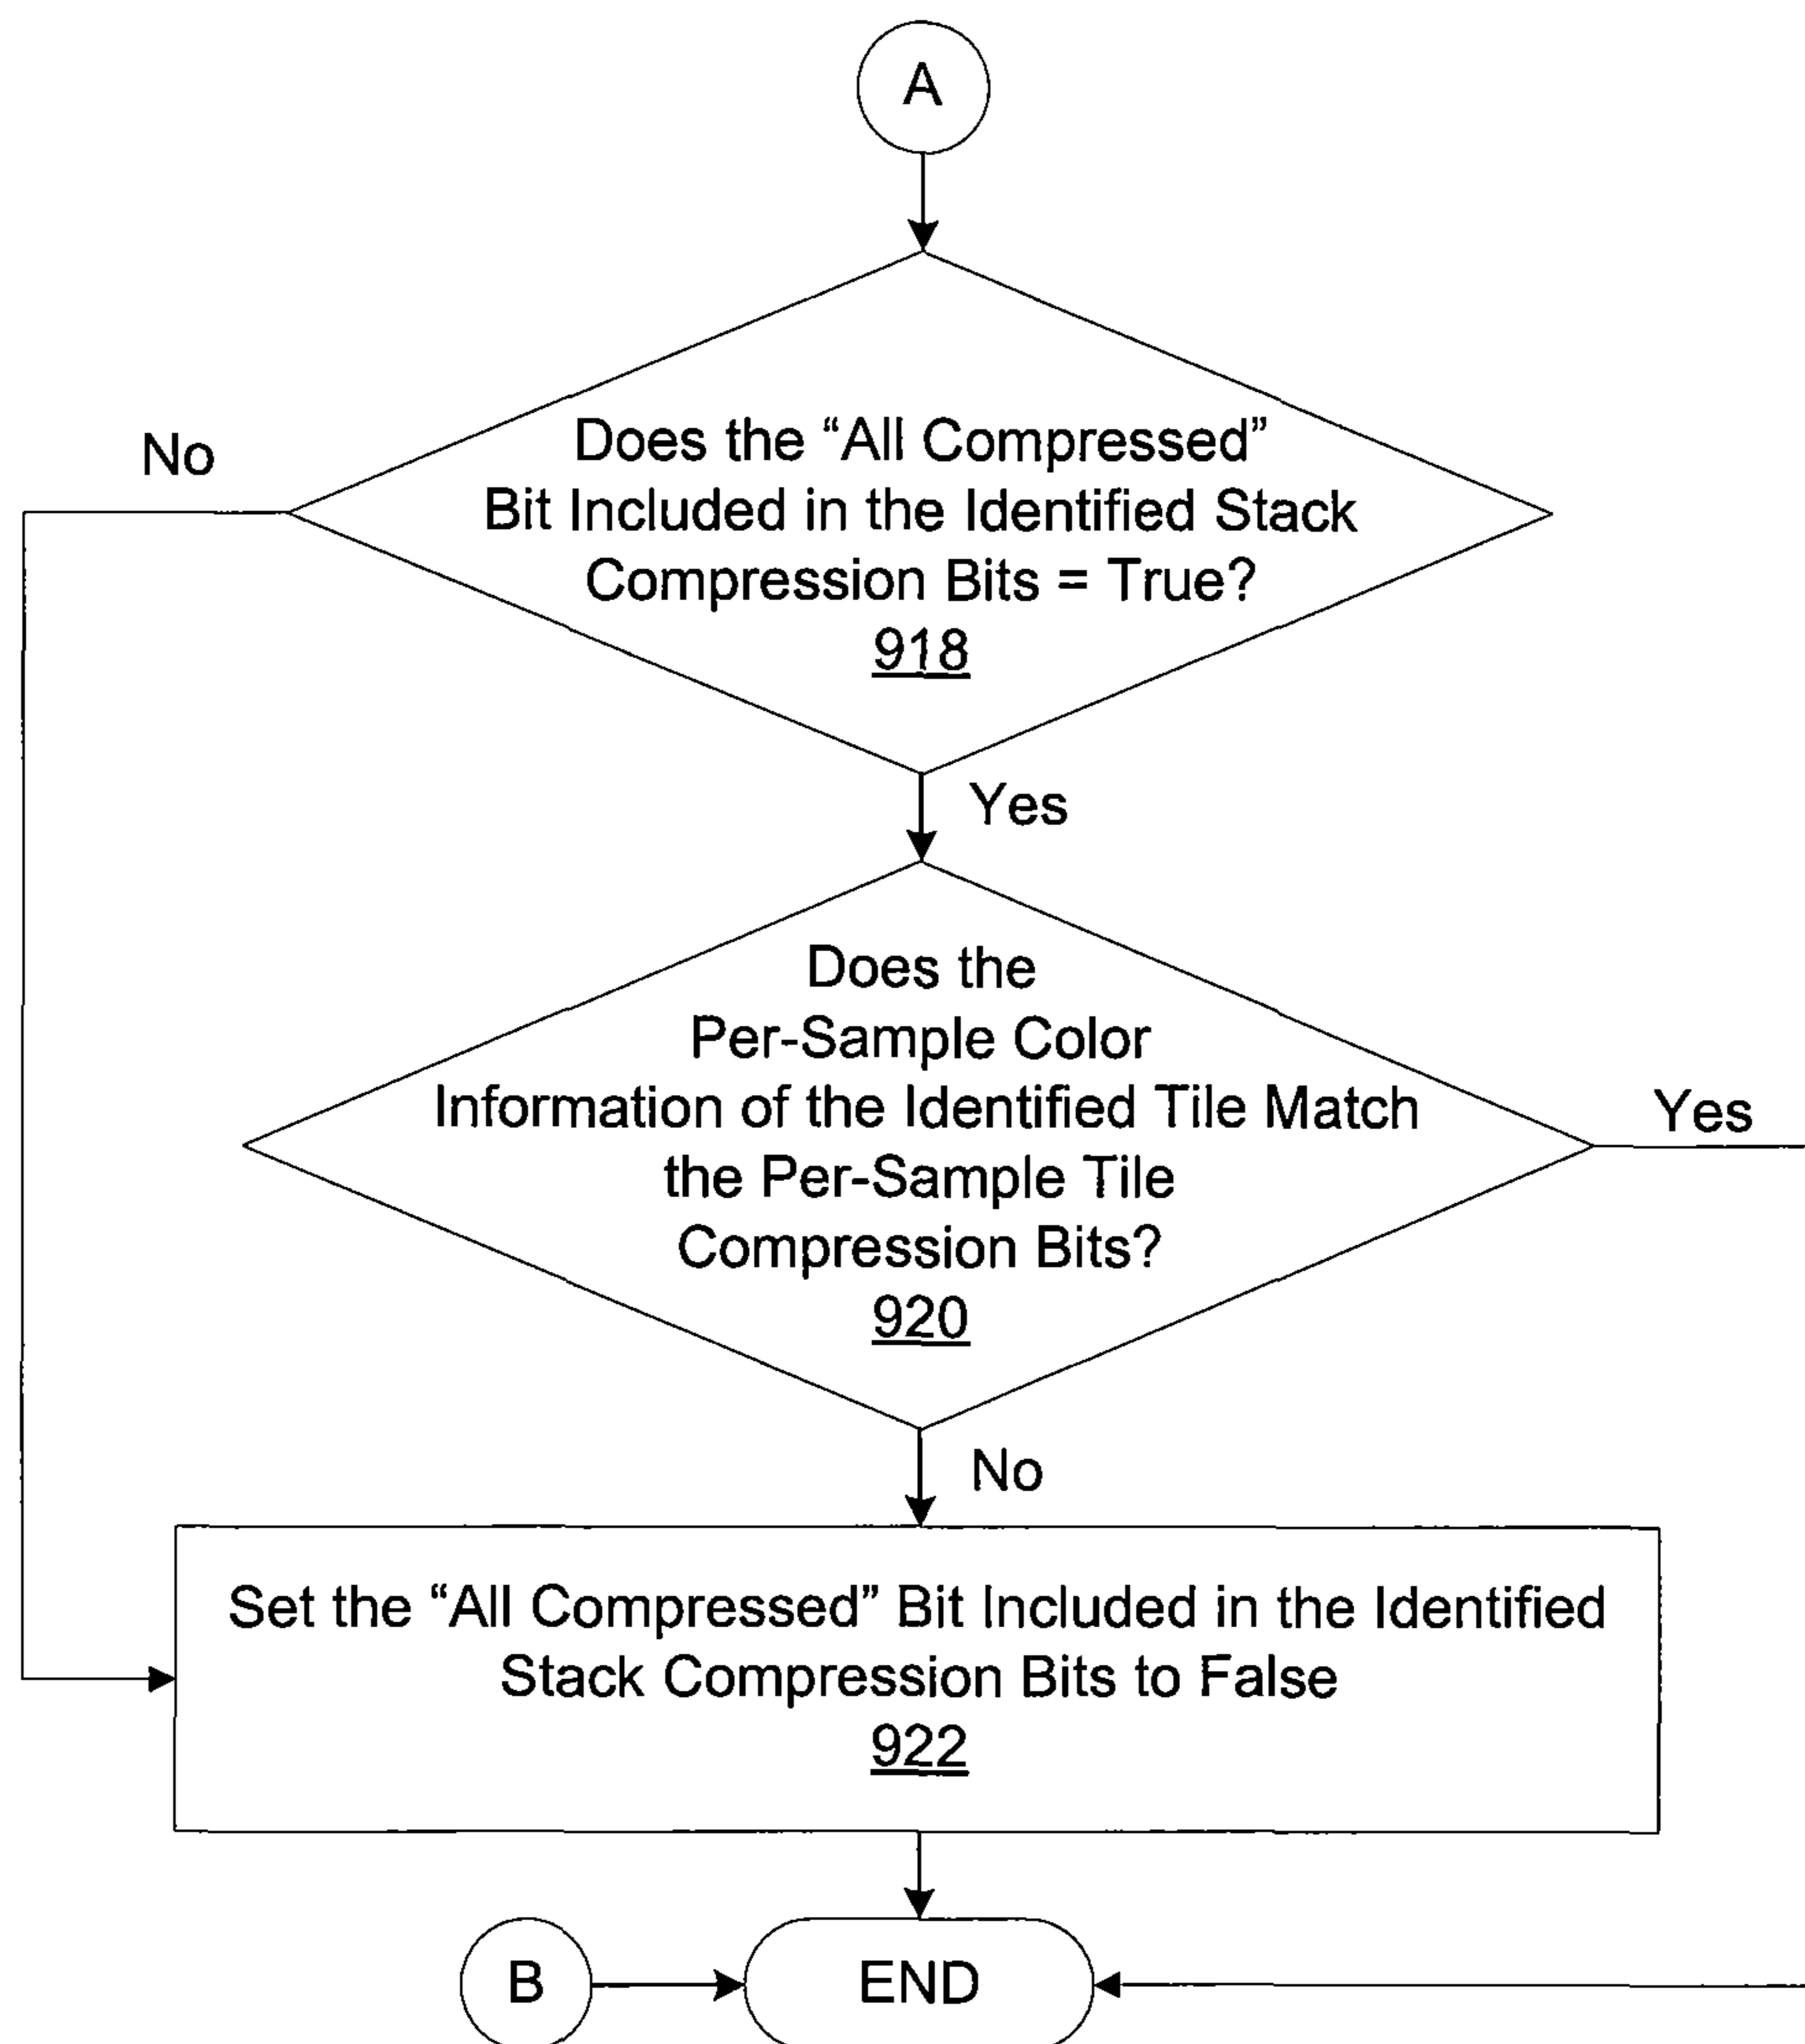 A
Does the “All Compressed”
Bit Included in the Identified Stack
Compression Bits = True?
918
No
Yes
Does the
Per-Sample Color
Information of the Identified Tile Match
the Per-Sample Tile
Compression Bits?
920
Yes
No
Set the “All Compressed” Bit Included in the Identified
Stack Compression Bits to False
922
B
END